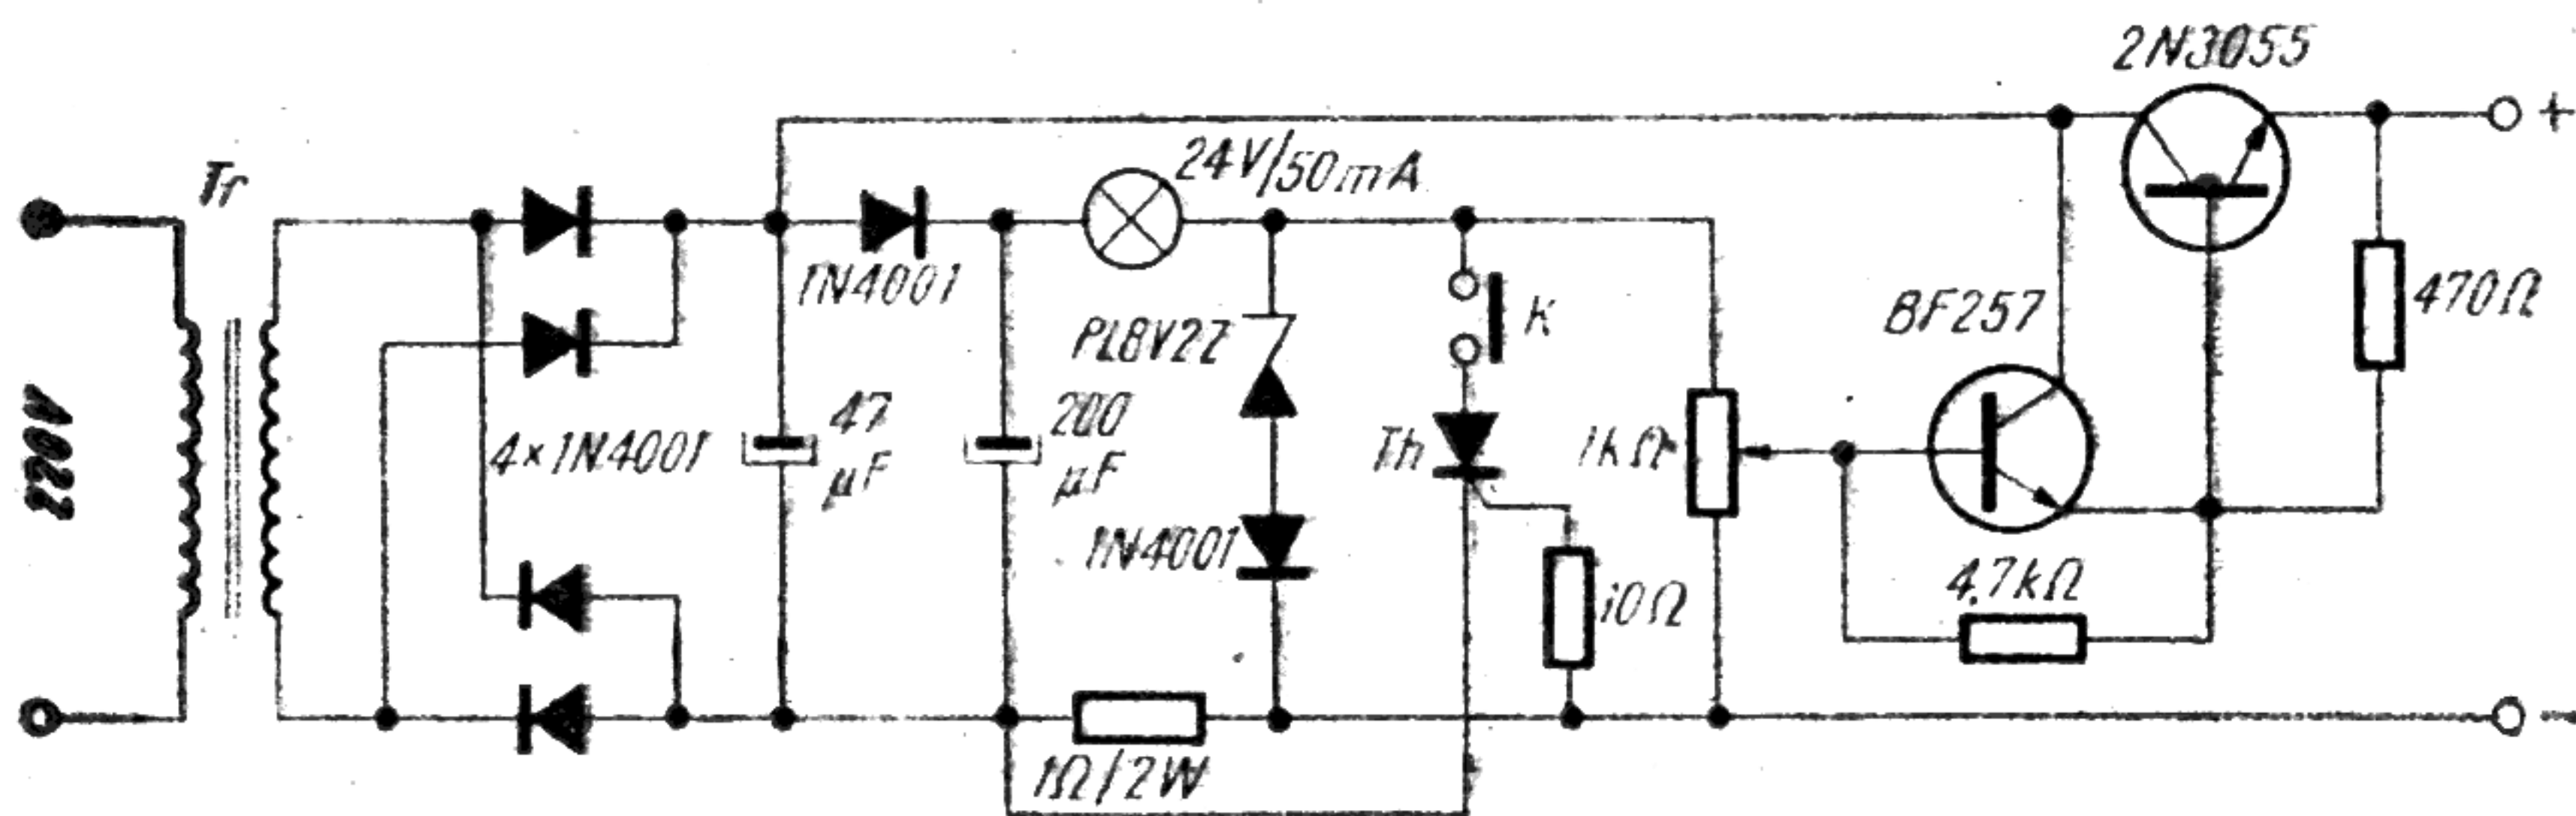 2N3055
+
Tr
24V/50mA
1N4001
BF257
470Ω
K
PL8V2Z
220V
4×1N4001
47
µF
200
µF
Th
1kΩ
1N4001
10Ω
4.7kΩ
1Ω/2W
-